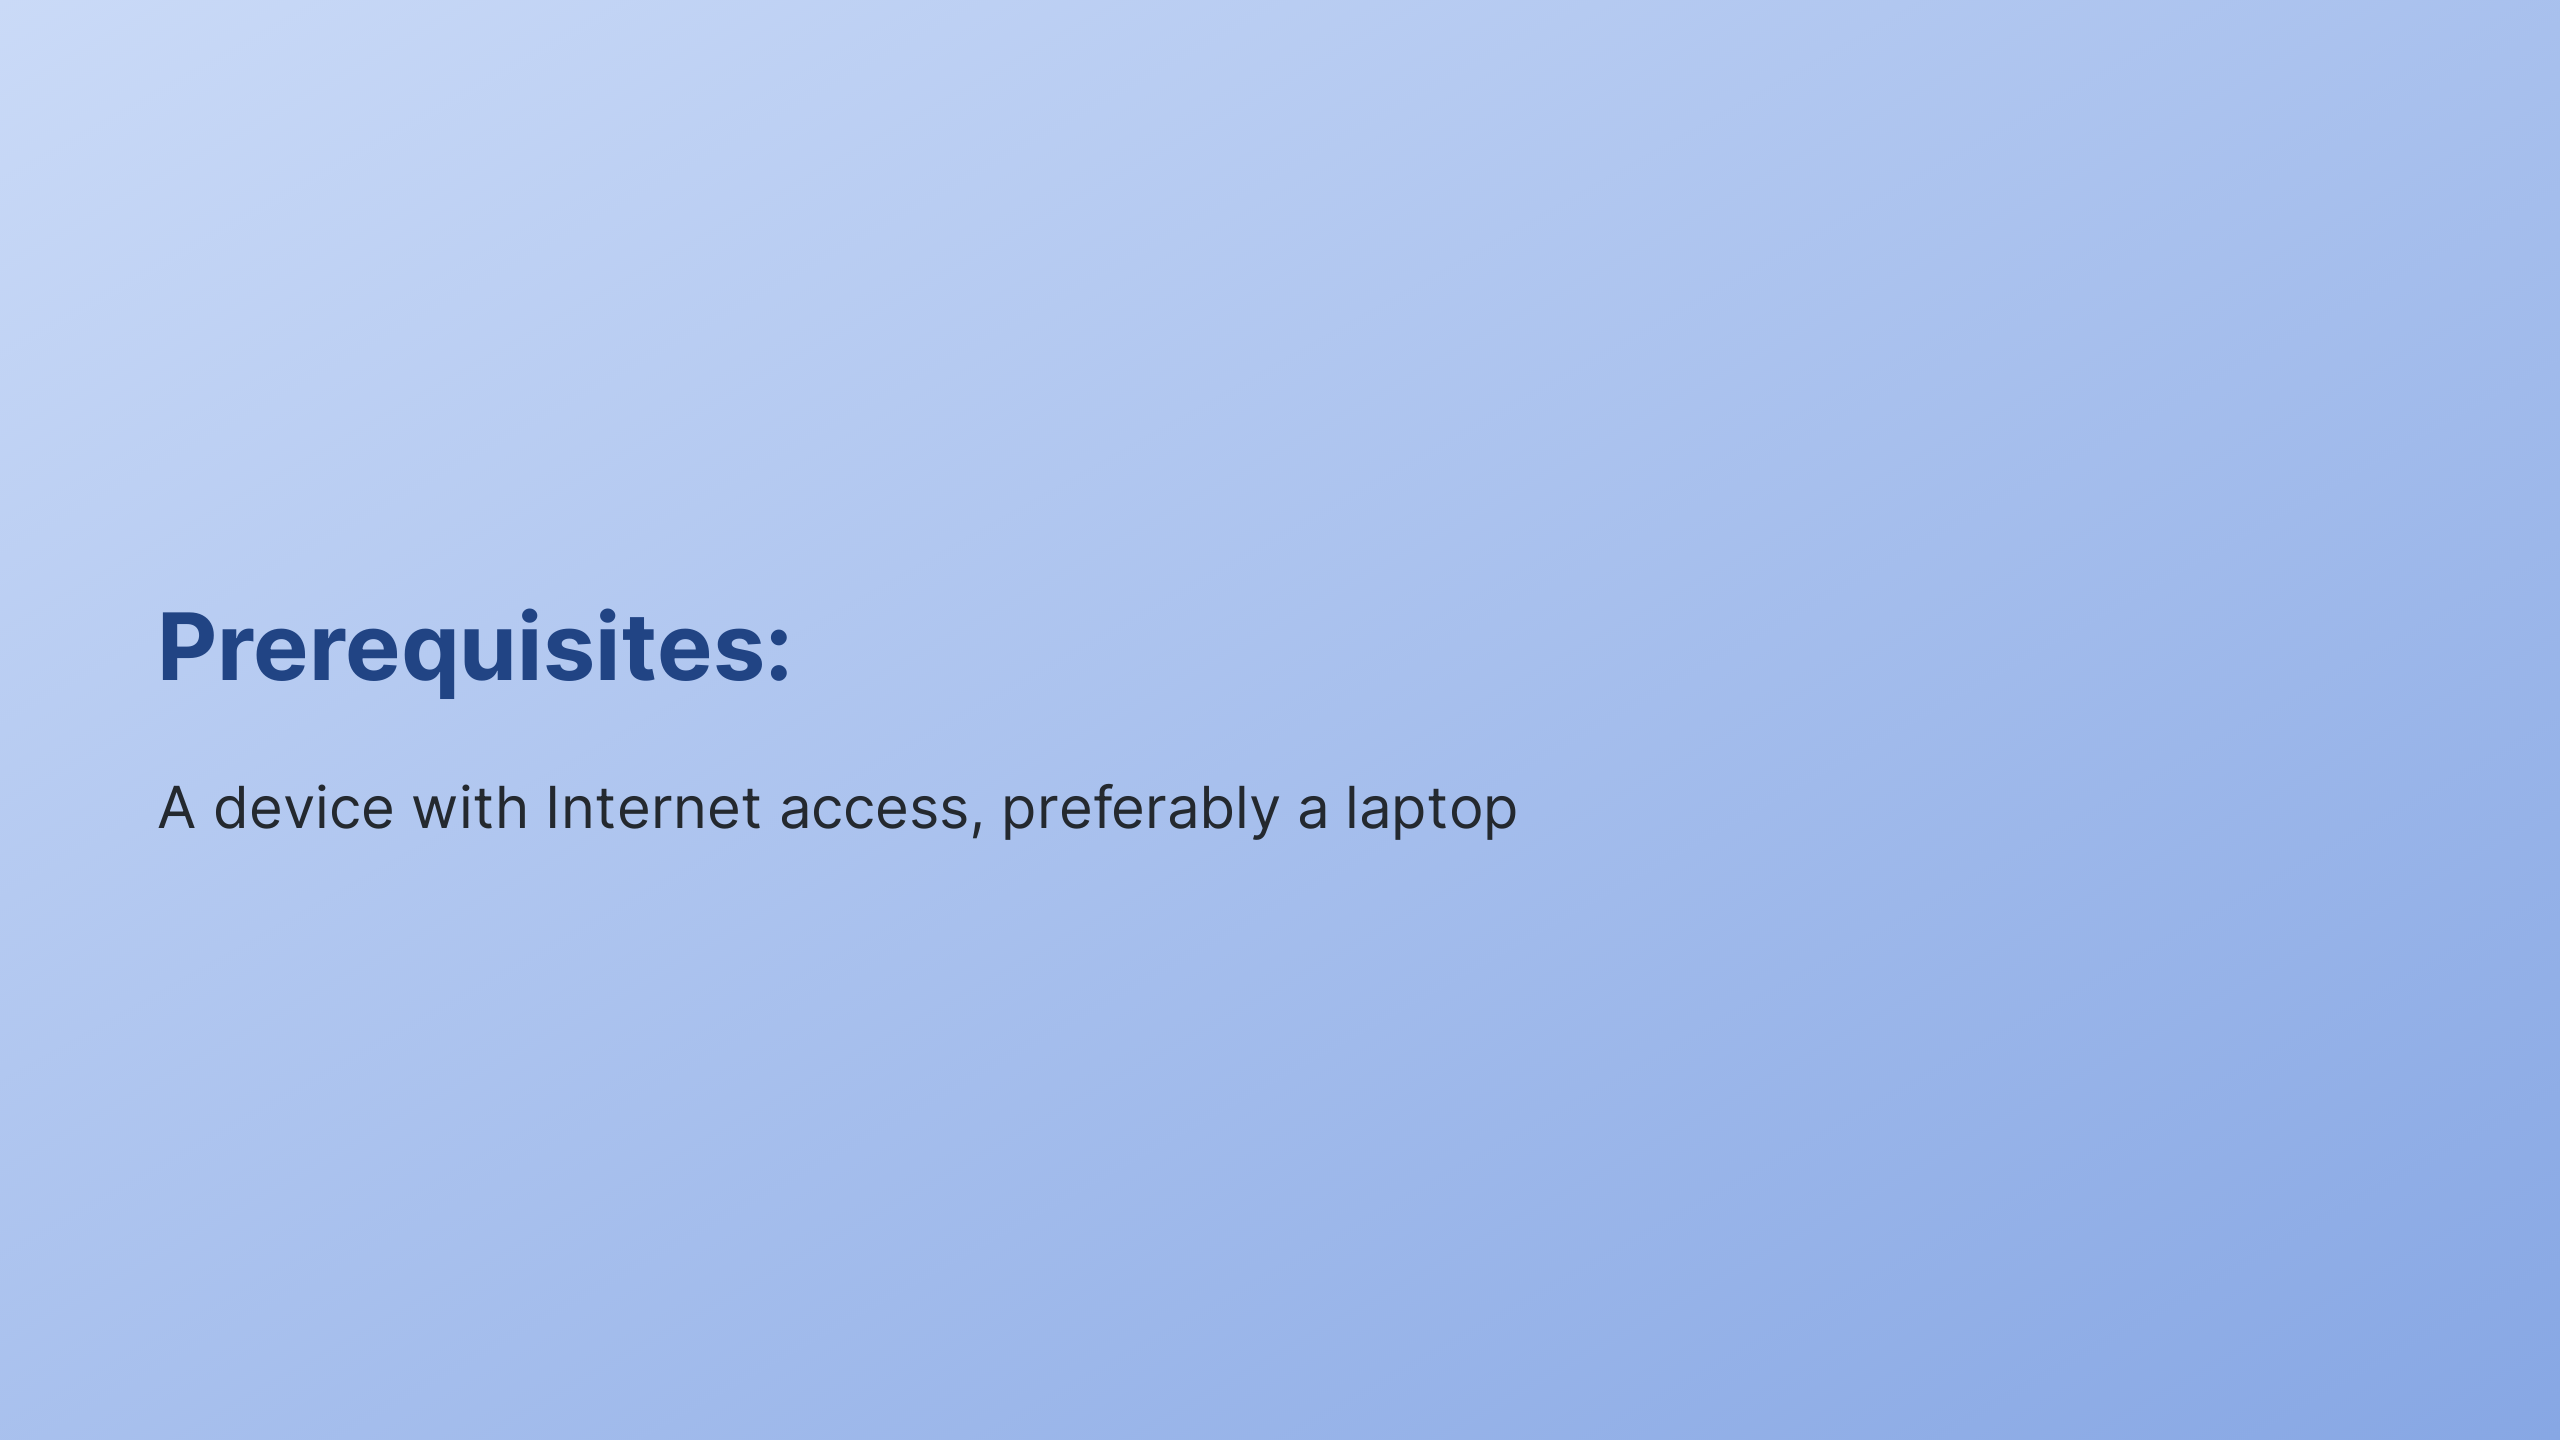 Prerequisites:
A device with Internet access, preferably a laptop